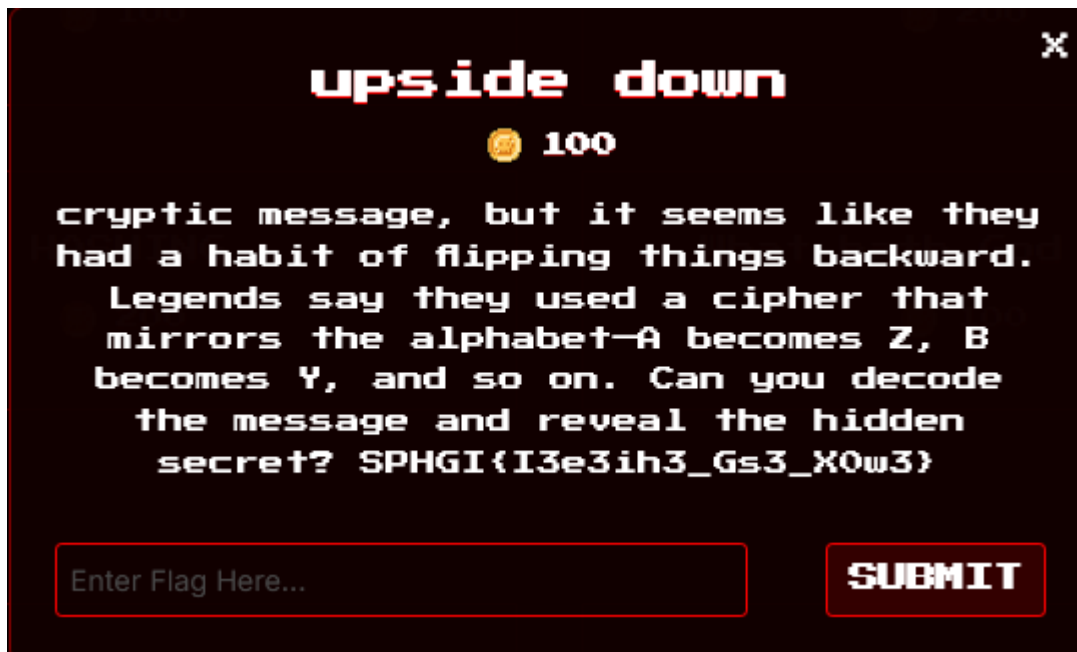 x
upside down
100
cryptic message, but it seems like they
had a habit of flipping things backward.
Legends say they used a cipher that
mirrors the alphabet—A becomes Z, B
becomes Y, and so on. Can you decode
the message and reveal the hidden
secret? SPHGI{I3e3ih3_Gs3_X0w3}
Enter Flag Here...
SUBMIT